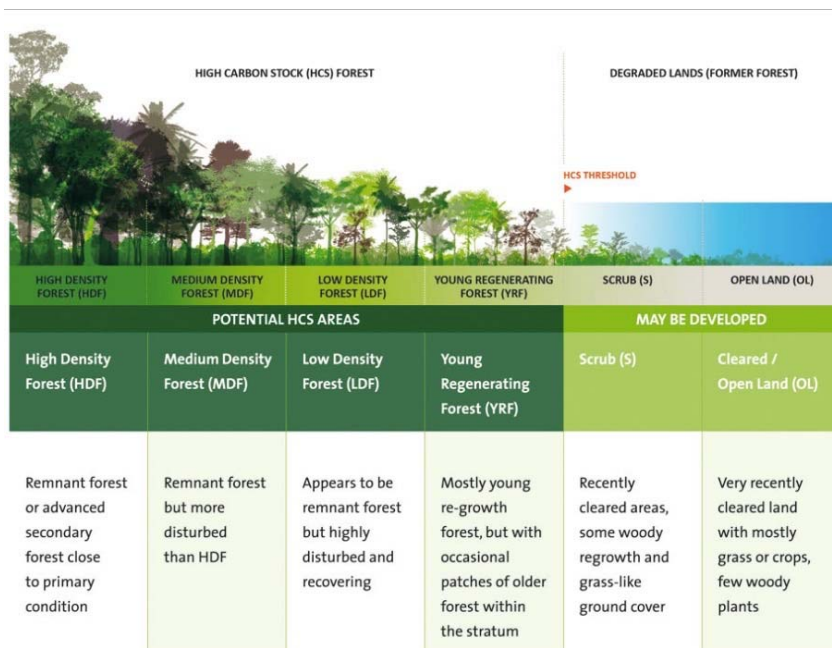 HIGH CARBON STOCK (HCS) FOREST
DEGRADED LANDS (FORMER FOREST)
HCS THRESHOLD
HIGH DENSITY
FOREST (HDF)
MEDIUM DENSITY
FOREST (MDF)
LOW DENSITY
FOREST (LDF)
YOUNG REGENERATING
FOREST (YRF)
SCRUB (S)
OPEN LAND (OL)
POTENTIAL HCS AREAS
MAY BE DEVELOPED
High Density
Forest (HDF)
Medium Density
Forest (MDF)
Low Density
Forest (LDF)
Young
Regenerating
Forest (YRF)
Scrub (S)
Cleared /
Open Land (OL)
Remnant forest
or advanced
secondary
forest close
to primary
condition
Remnant forest
but more
disturbed
than HDF
Appears to be
remnant forest
but highly
disturbed and
recovering
Mostly young
re-growth
forest, but with
occasional
patches of older
forest within
the stratum
Recently
cleared areas,
some woody
regrowth and
grass-like
ground cover
Very recently
cleared land
with mostly
grass or crops,
few woody
plants